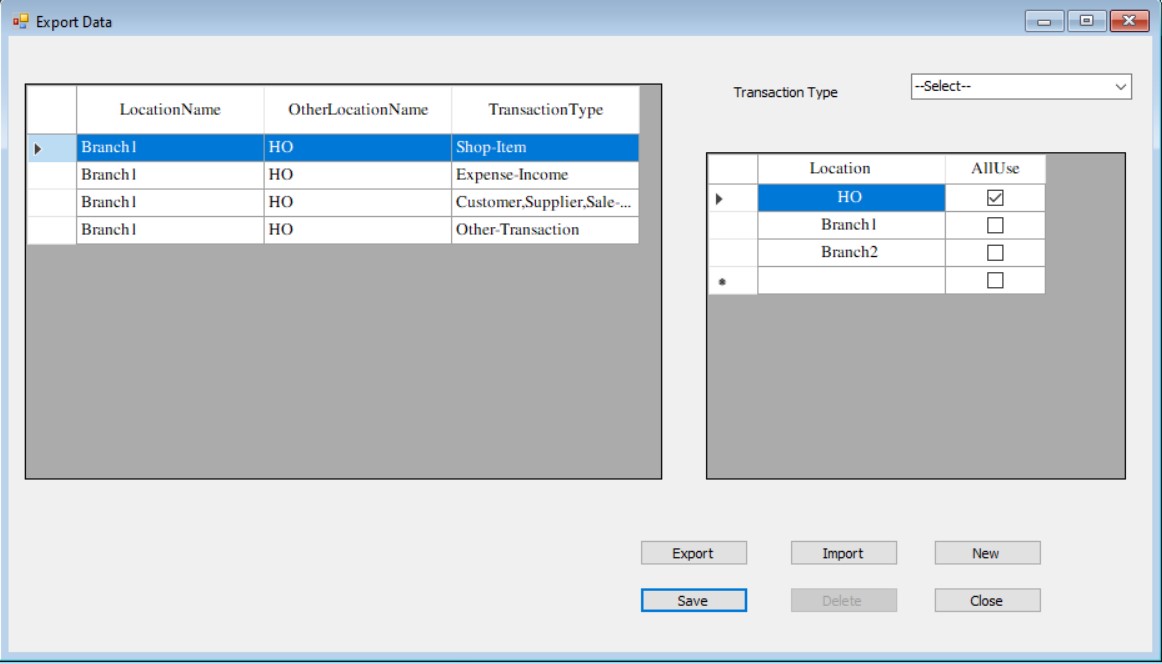 Export Data
Transaction Type --Select--
LocationName OtherLocationName TransactionType
Branch1 HO Shop-Item
Branch1 HO Expense-Income
Branch1 HO Customer,Supplier,Sale-...
Branch1 HO Other-Transaction
Location AllUse
HO
Branch1
Branch2
Export Import New
Save Delete Close